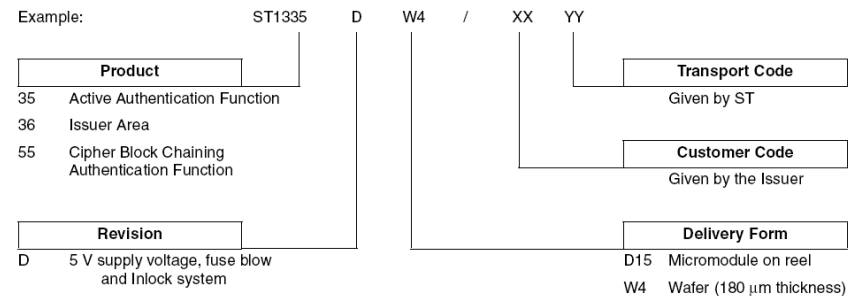 Example: ST1335 D W4 / XX YY
Product
35 Active Authentication Function
36 Issuer Area
55 Cipher Block Chaining
Authentication Function
Revision
D 5 V supply voltage, fuse blow
and Inlock system
Transport Code
Given by ST
Customer Code
Given by the Issuer
Delivery Form
D15 Micromodule on reel
W4 Wafer (180 μm thickness)